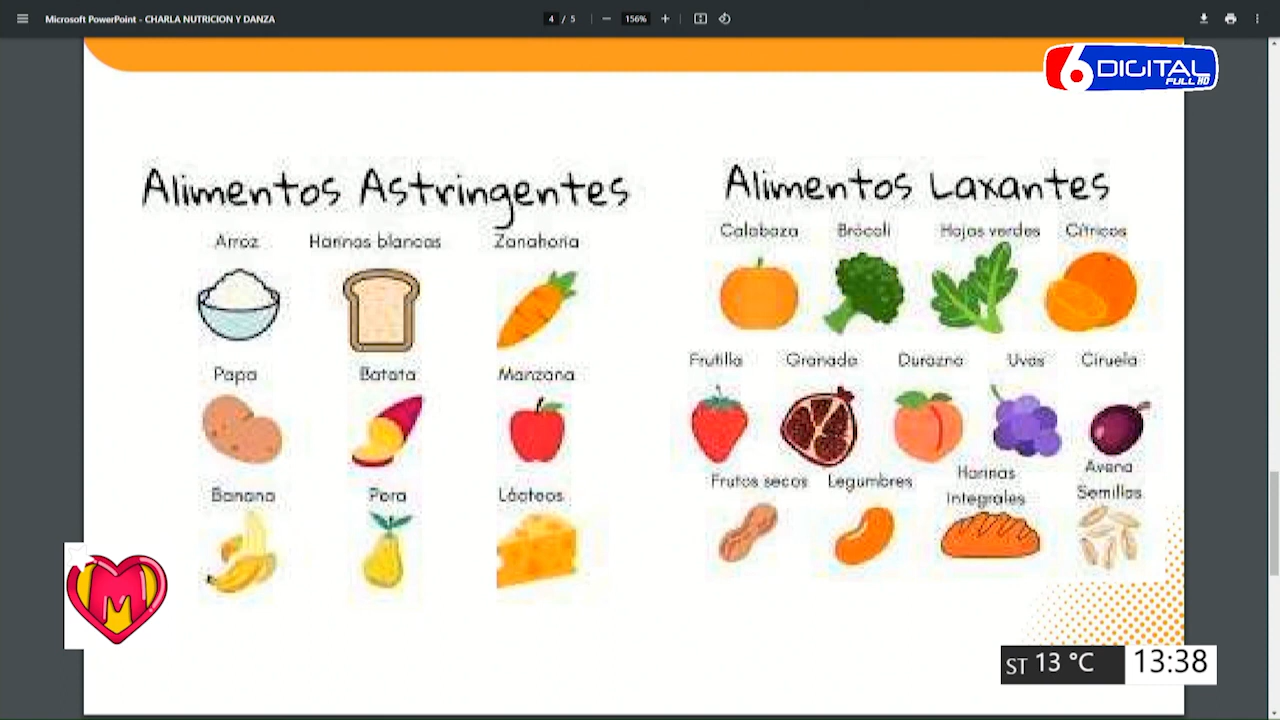 Microsoft PowerPoint - CHARLA NUTRICION Y DANZA
4 / 5
156%
6 DIGITAL
FULL HD
Alimentos Astringentes
Arroz Harinas blancas Zanahoria
Papa Batata Manzana
Banana Pera Lácteos
Alimentos Laxantes
Calabaza Brócoli Hojas verdes Cítricos
Frutilla Granada Durazno Uvas Ciruela
Frutos secos Legumbres Harinas Integrales Avena Semillas
M
ST 13 °C 13:38